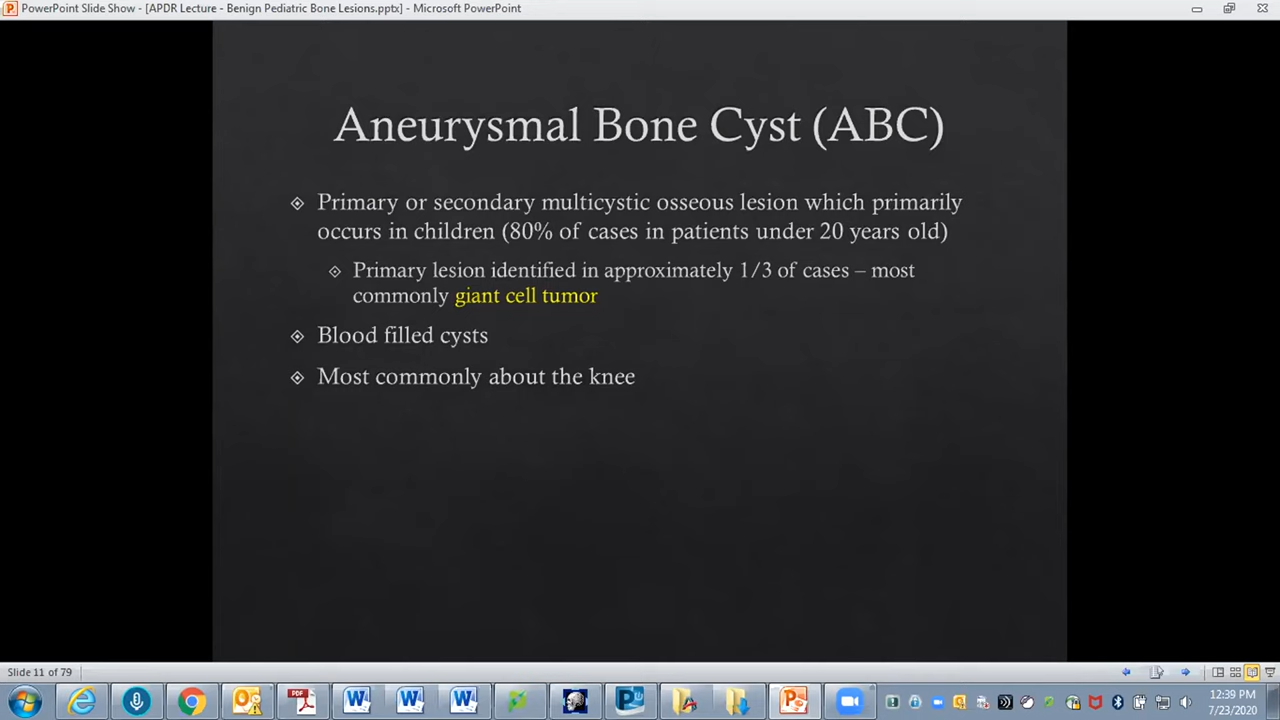 PowerPoint Slide Show - [APDR Lecture - Benign Pediatric Bone Lesions.pptx] - Microsoft PowerPoint
Aneurysmal Bone Cyst (ABC)
Primary or secondary multicystic osseous lesion which primarily
occurs in children (80% of cases in patients under 20 years old)
Primary lesion identified in approximately 1/3 of cases – most
commonly giant cell tumor
Blood filled cysts
Most commonly about the knee
Slide 11 of 79
12:39 PM
7/23/2020